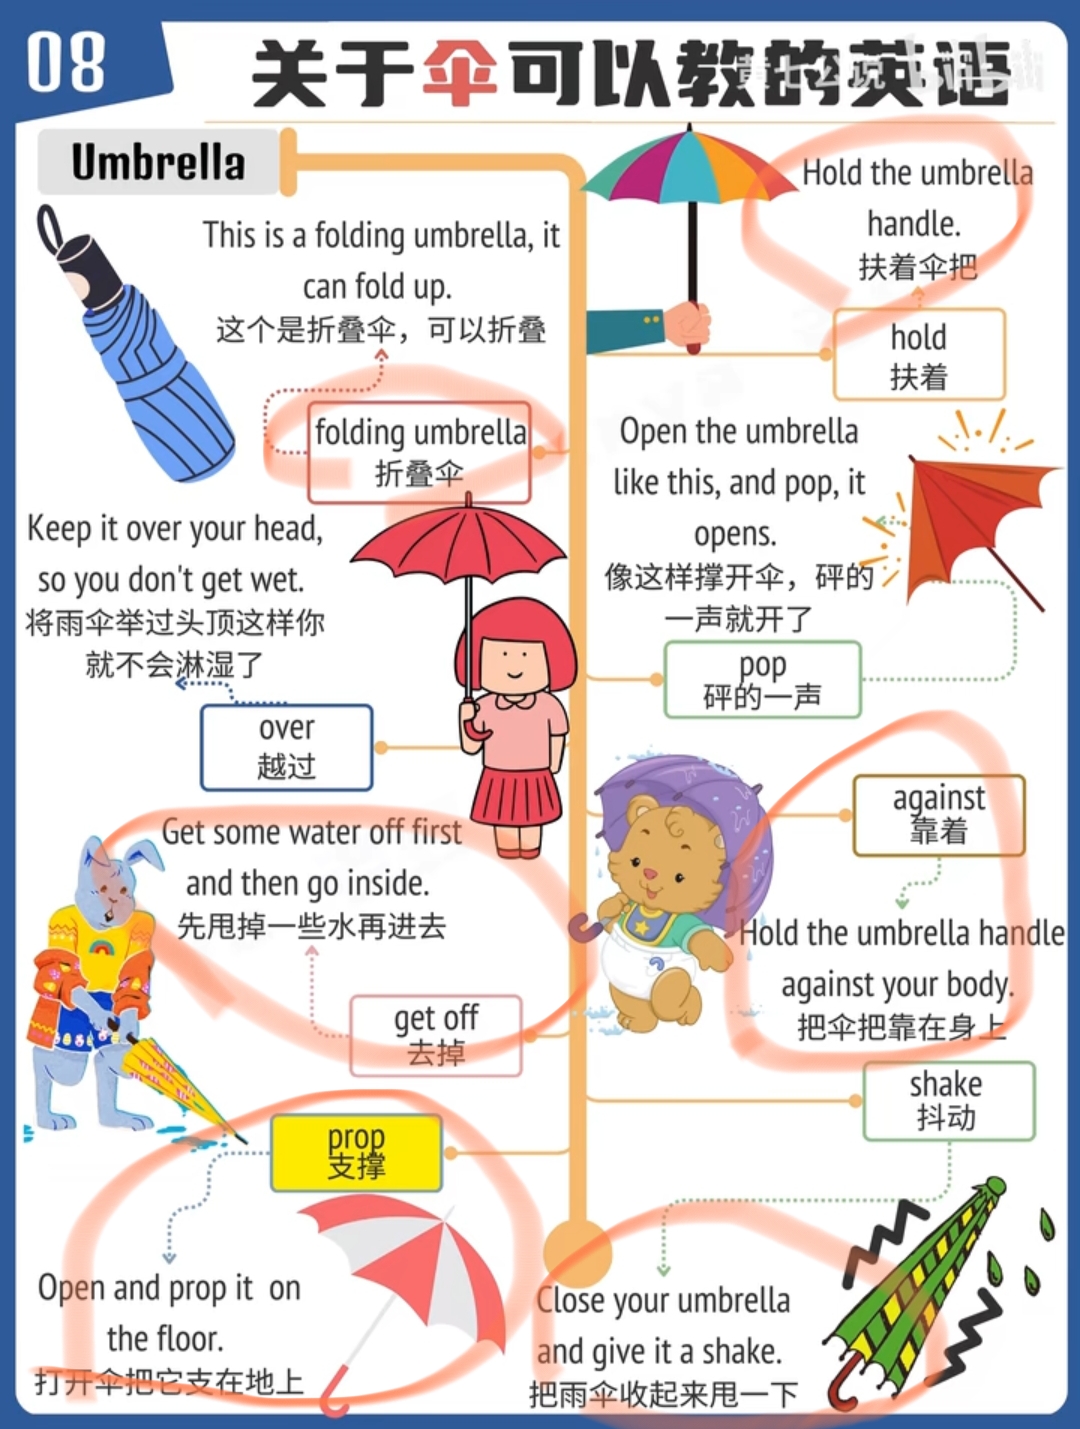 08
关于伞可以教的英语
黄七公说
bilibili
Umbrella
This is a folding umbrella, it
can fold up.
这个是折叠伞，可以折叠
folding umbrella
折叠伞
Keep it over your head,
so you don't get wet.
将雨伞举过头顶这样你
就不会淋湿了
over
越过
Get some water off first
and then go inside.
先甩掉一些水再进去
get off
去掉
prop
支撑
Open and prop it on
the floor.
打开伞把它支在地上
Hold the umbrella
handle.
扶着伞把
hold
扶着
Open the umbrella
like this, and pop, it
opens.
像这样撑开伞，砰的
一声就开了
pop
砰的一声
against
靠着
Hold the umbrella handle
against your body.
把伞把靠在身上
shake
抖动
Close your umbrella
and give it a shake.
把雨伞收起来甩一下